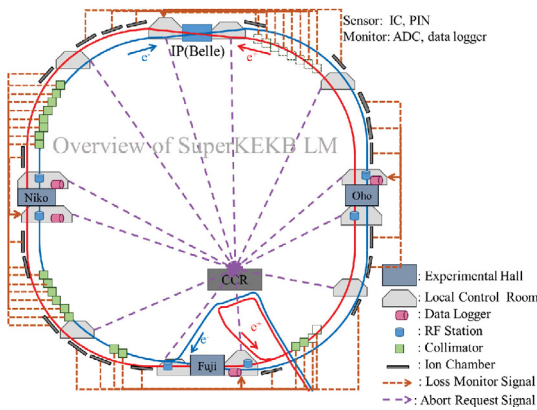 Sensor: IC, PIN
Monitor: ADC, data logger
IP(Belle)
e⁻
e⁻
Overview of SuperKEKB LM
Niko
Oho
CCR
e⁻
Fuji
: Experimental Hall
: Local Control Room
: Data Logger
: RF Station
: Collimator
: Ion Chamber
: Loss Monitor Signal
: Abort Request Signal